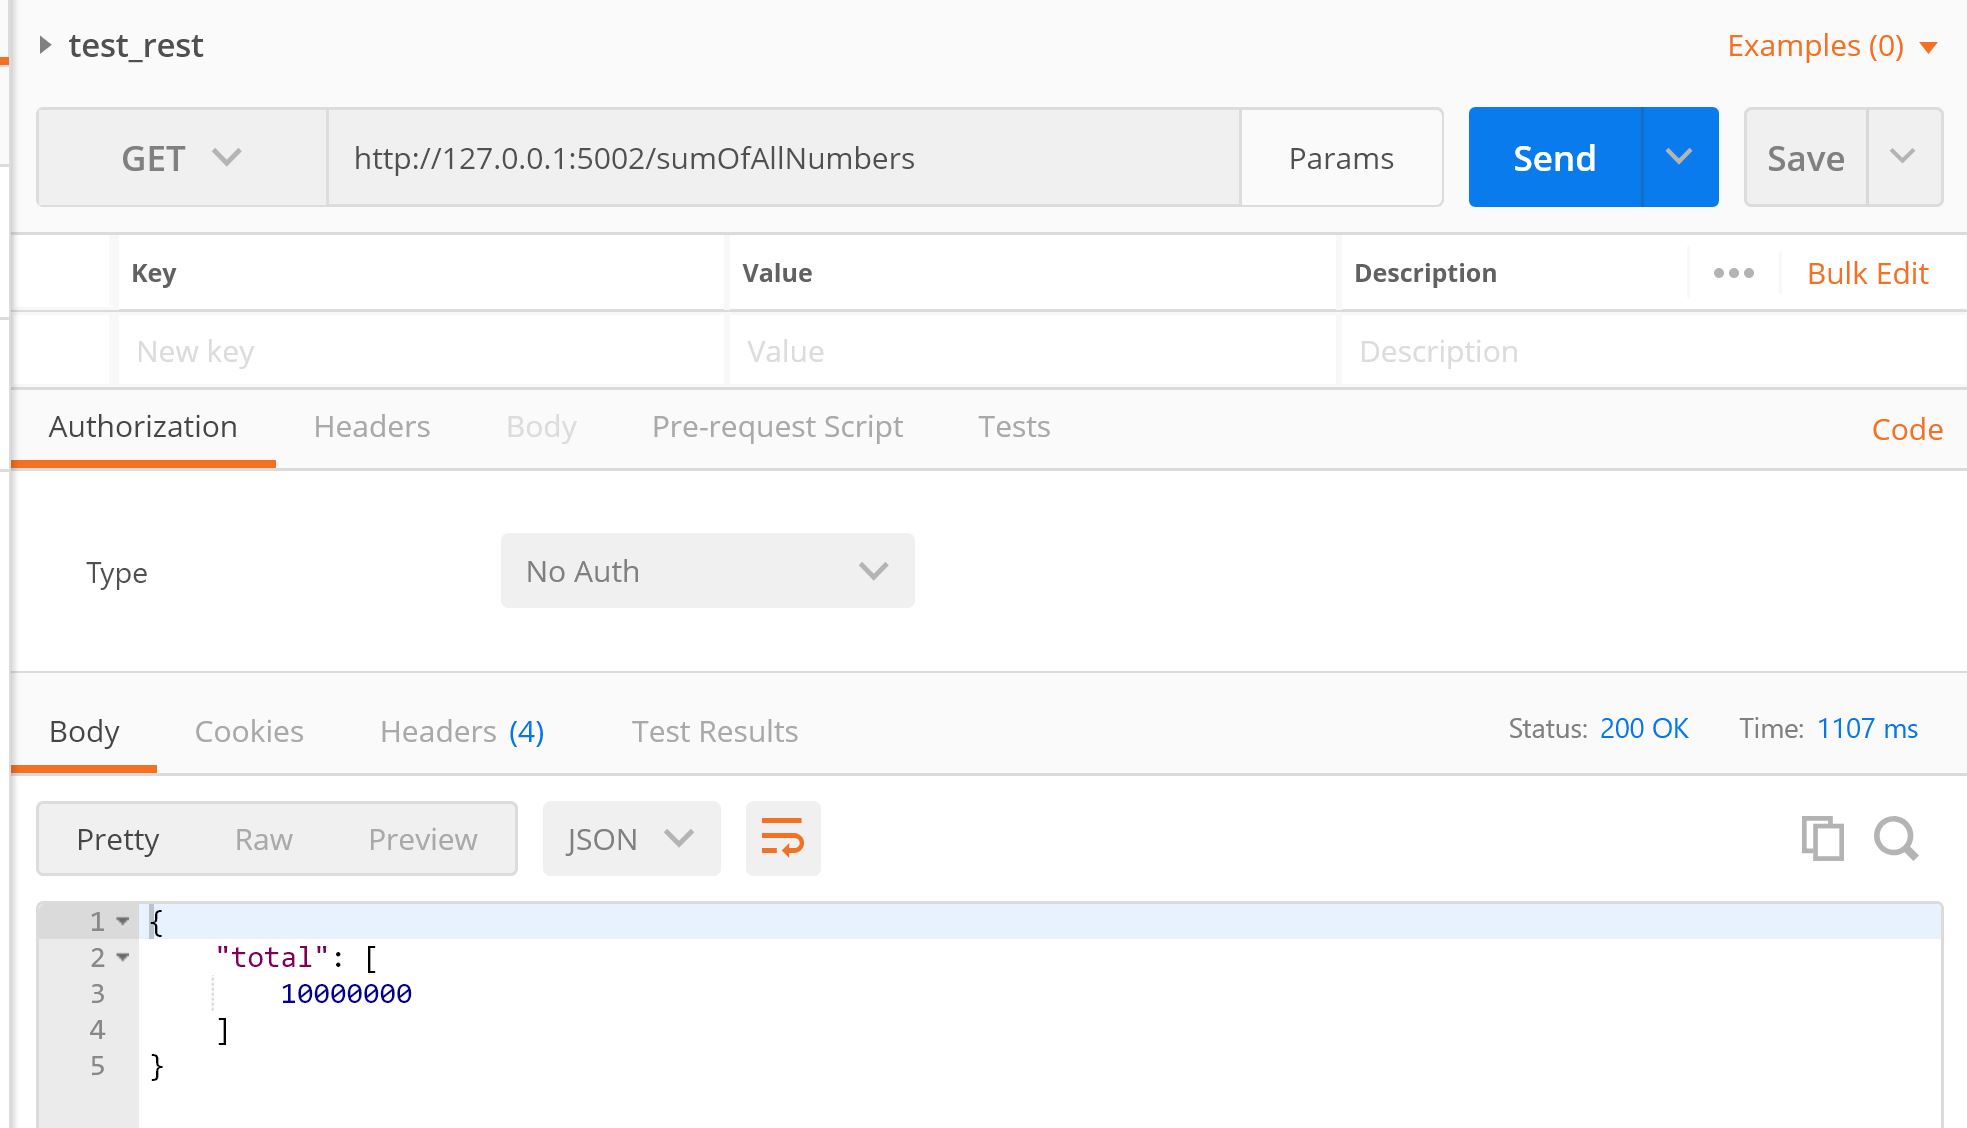 test_rest Examples (0)
GET http://127.0.0.1:5002/sumOfAllNumbers Params Send Save
Key Value Description ••• Bulk Edit
New key Value Description
Authorization Headers Body Pre-request Script Tests Code
Type No Auth
Body Cookies Headers (4) Test Results Status: 200 OK Time: 1107 ms
Pretty Raw Preview JSON
1 {
2 "total": [
3 10000000
4 ]
5 }